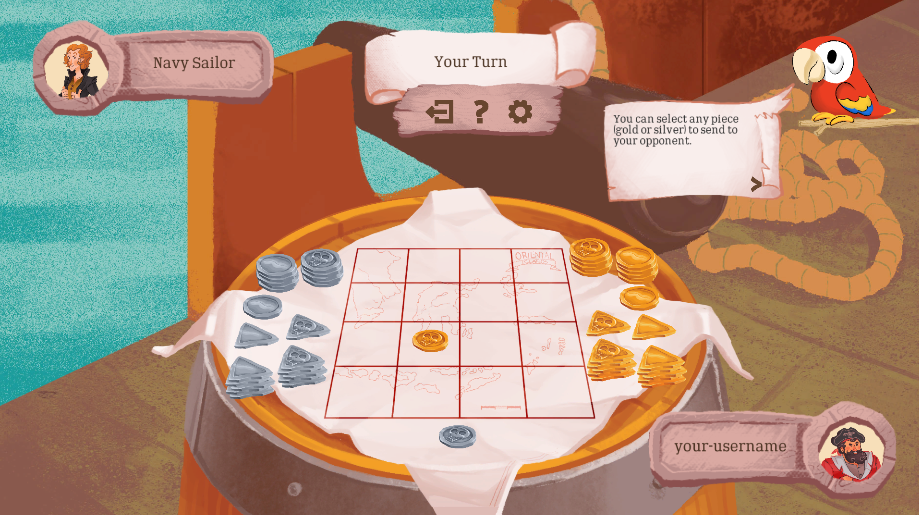 Navy Sailor
Your Turn
?
You can select any piece
(gold or silver) to send to
your opponent.
>
ORIENTAL
your-username